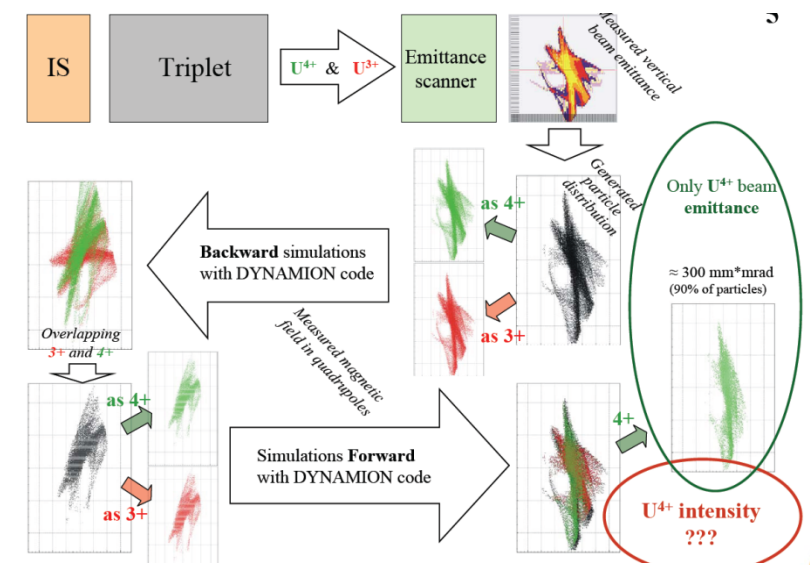 5
IS
Triplet
U4+ & U3+
Emittance
scanner
Measured vertical
beam emittance
Generated
particle
distribution
as 4+
as 3+
Backward simulations
with DYNAMION code
Overlapping
3+ and 4+
Measured magnetic
field in quadrupoles
as 4+
as 3+
Simulations Forward
with DYNAMION code
4+
Only U4+ beam
emittance
≈ 300 mm*mrad
(90% of particles)
U4+ intensity
???